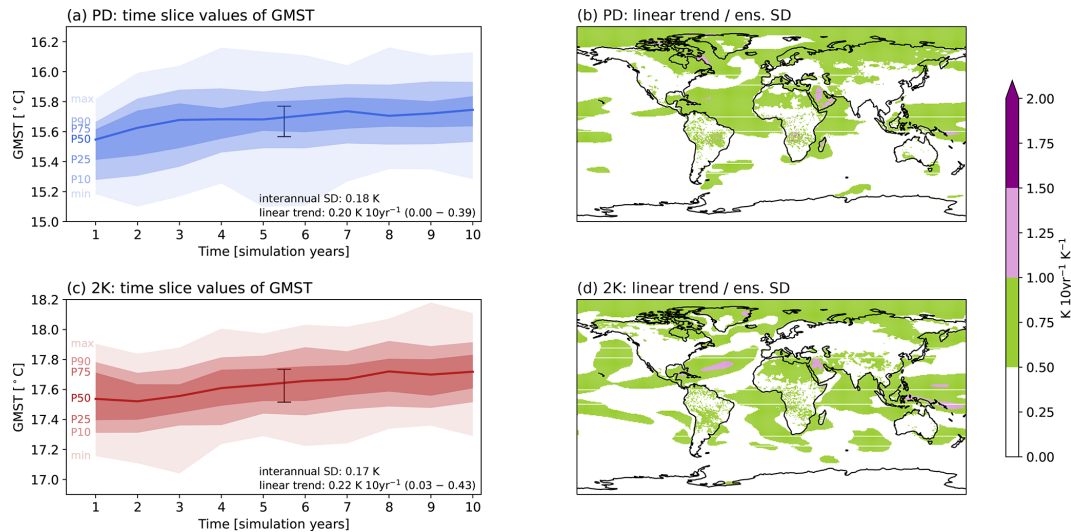 (a) PD: time slice values of GMST
16.2
16.0
15.8
15.6
15.4
15.2
15.0
GMST [°C]
max
P90
P75
P50
P25
P10
min
interannual SD: 0.18 K
linear trend: 0.20 K 10yr⁻¹ (0.00 − 0.39)
1 2 3 4 5 6 7 8 9 10
Time [simulation years]
(b) PD: linear trend / ens. SD
(c) 2K: time slice values of GMST
18.2
18.0
17.8
17.6
17.4
17.2
17.0
GMST [°C]
max
P90
P75
P50
P25
P10
min
interannual SD: 0.17 K
linear trend: 0.22 K 10yr⁻¹ (0.03 − 0.43)
1 2 3 4 5 6 7 8 9 10
Time [simulation years]
(d) 2K: linear trend / ens. SD
2.00
1.75
1.50
1.25
1.00
0.75
0.50
0.25
0.00
K 10yr⁻¹ K⁻¹